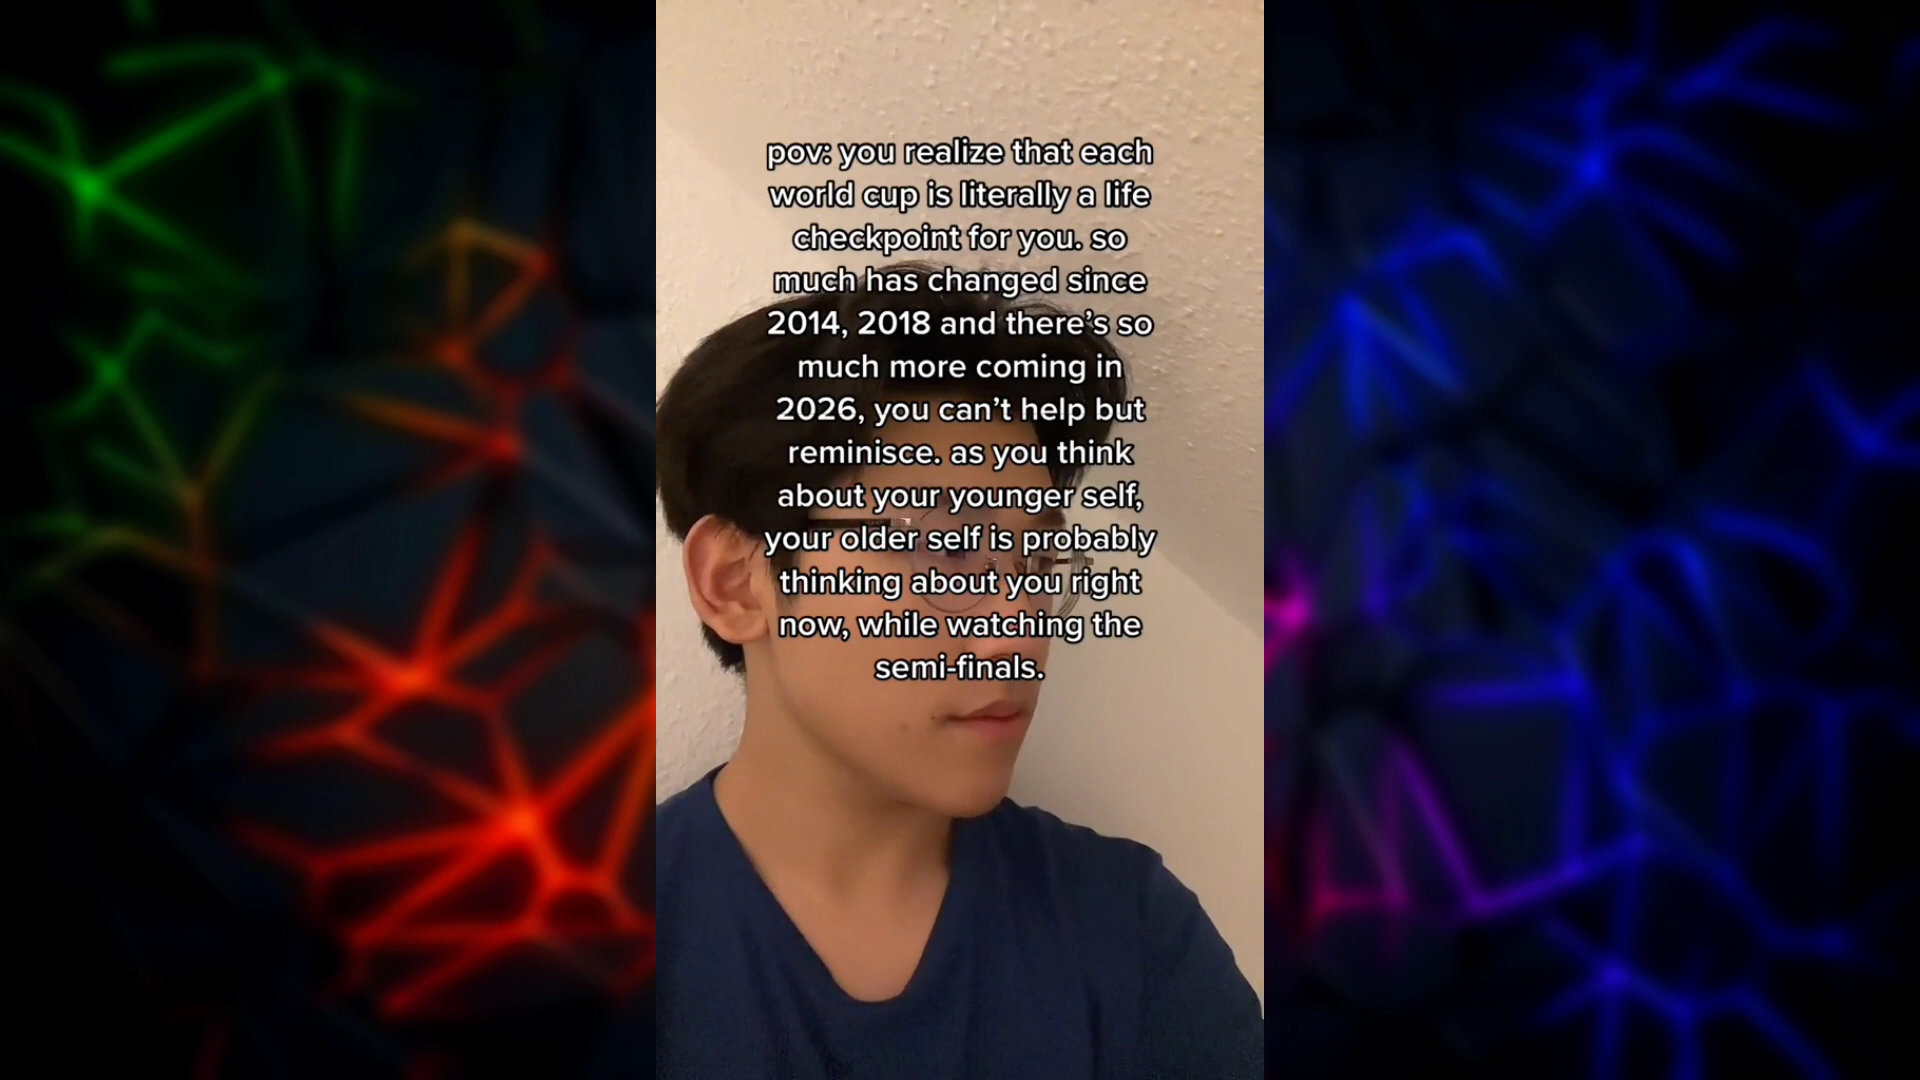 pov: you realize that each
world cup is literally a life
checkpoint for you. so
much has changed since
2014, 2018 and there’s so
much more coming in
2026, you can’t help but
reminisce. as you think
about your younger self,
your older self is probably
thinking about you right
now, while watching the
semi-finals.